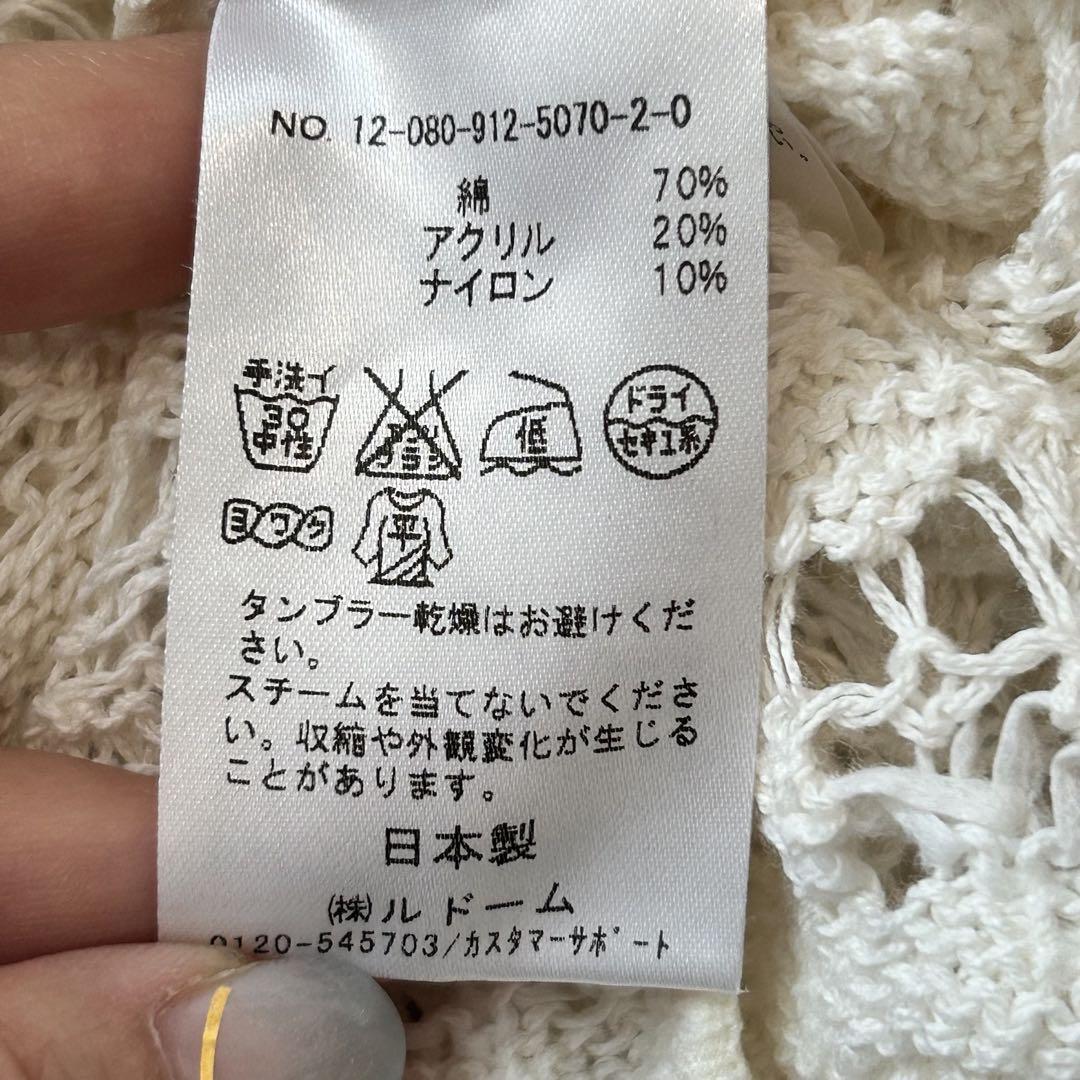 NO. 12-080-912-5070-2-0
綿 70%
アクリル 20%
ナイロン 10%
手洗イ
30
中性
低
ドライ
セキユ系
ヨワク
平
タンブラー乾燥はお避けくだ
さい。
スチームを当てないでくださ
い。収縮や外観変化が生じる
ことがあります。
日本製
(株)ルドーム
0120-545703/カスタマーサポート